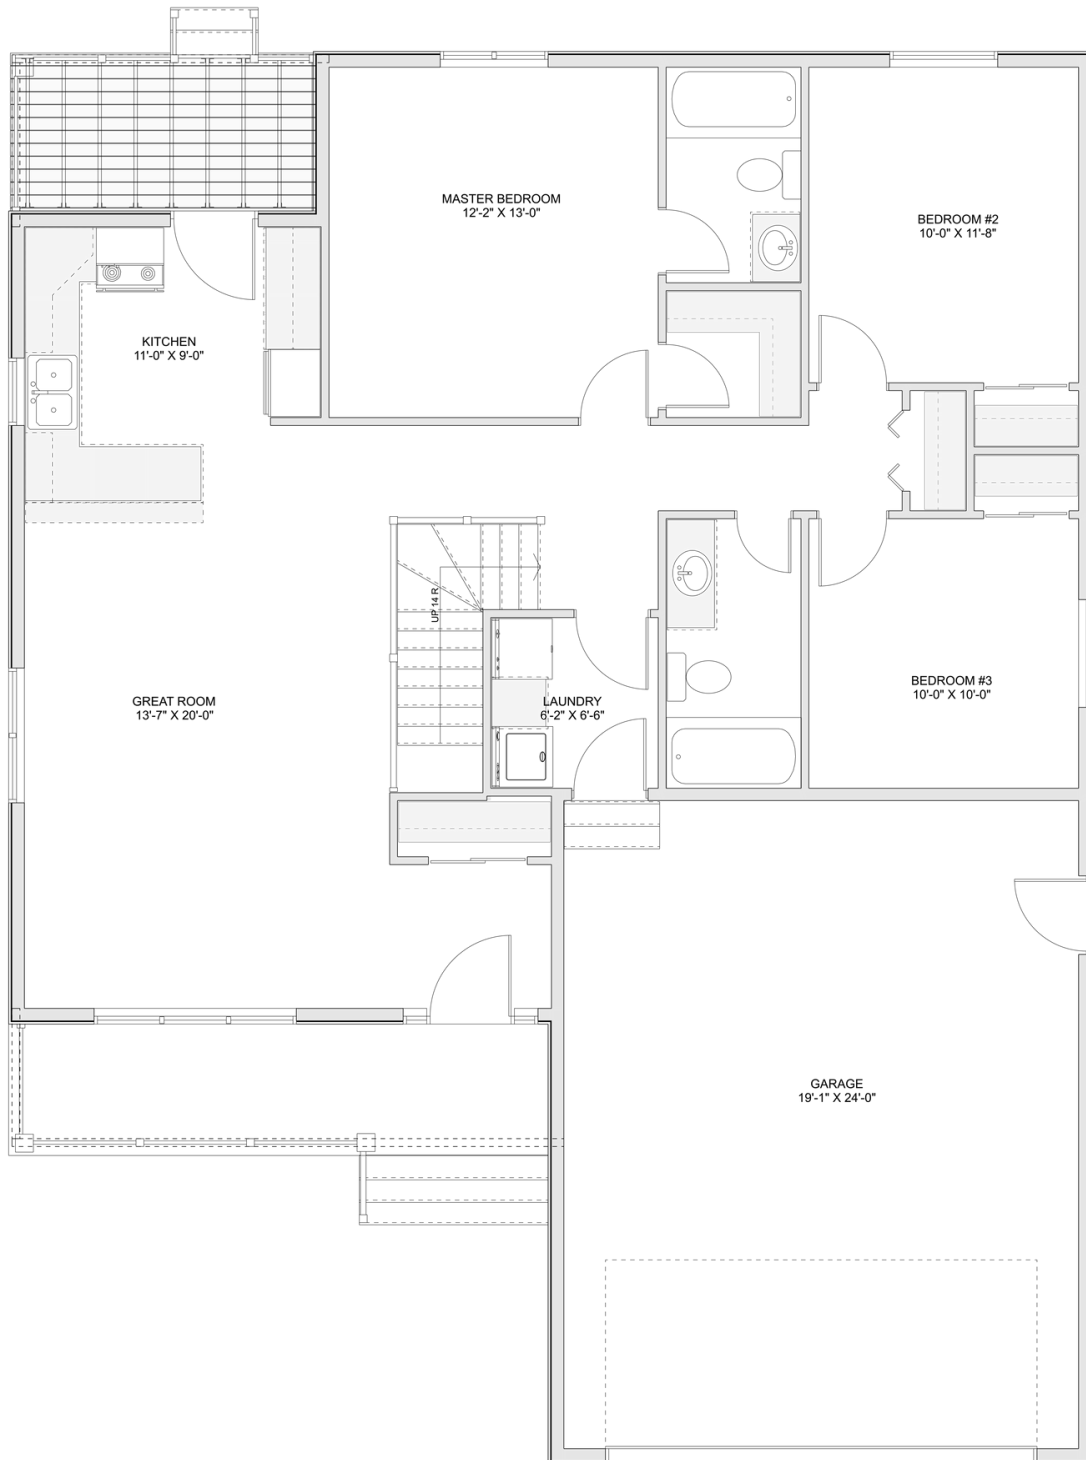 MASTER BEDROOM
12'-2" X 13'-0"
BEDROOM #2
10'-0" X 11'-8"
KITCHEN
11'-0" X 9'-0"
UP 14 R
GREAT ROOM
13'-7" X 20'-0"
LAUNDRY
6'-2" X 6'-6"
BEDROOM #3
10'-0" X 10'-0"
GARAGE
19'-1" X 24'-0"